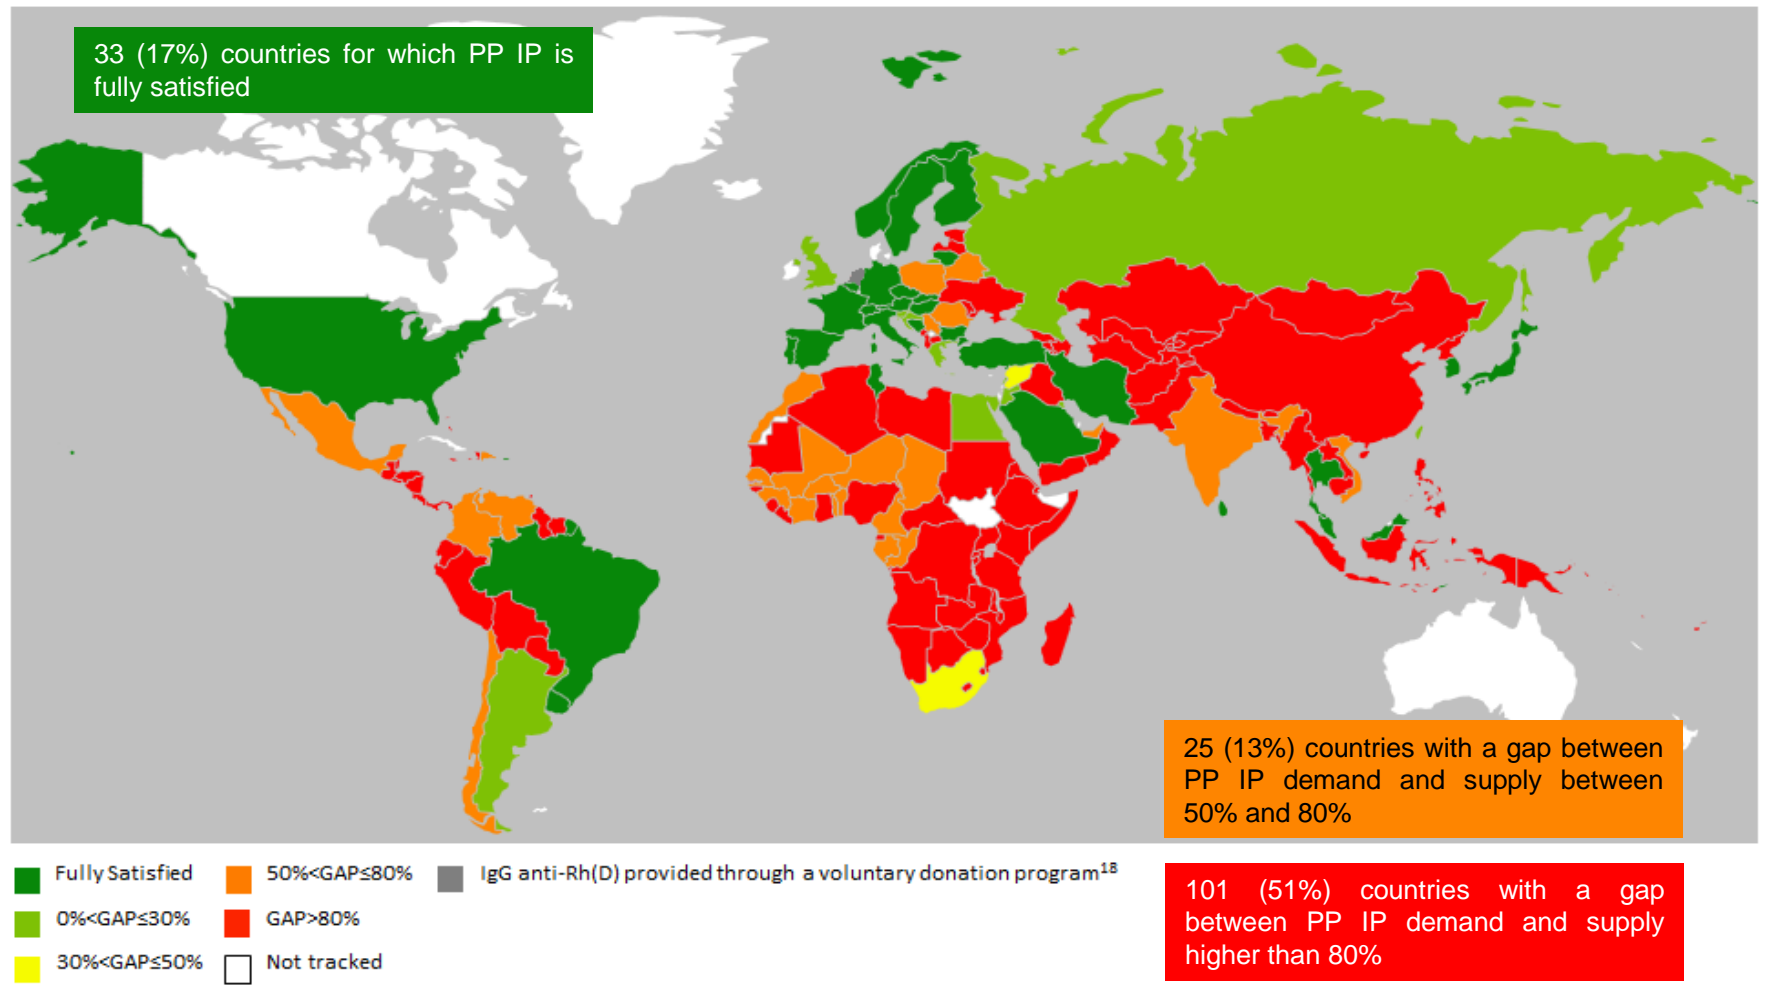 33 (17%) countries for which PP IP is
fully satisfied
25 (13%) countries with a gap between
PP IP demand and supply between
50% and 80%
101 (51%) countries with a gap
between PP IP demand and supply
higher than 80%
Fully Satisfied
0%<GAP≤30%
30%<GAP≤50%
50%<GAP≤80%
GAP>80%
Not tracked
IgG anti-Rh(D) provided through a voluntary donation program18